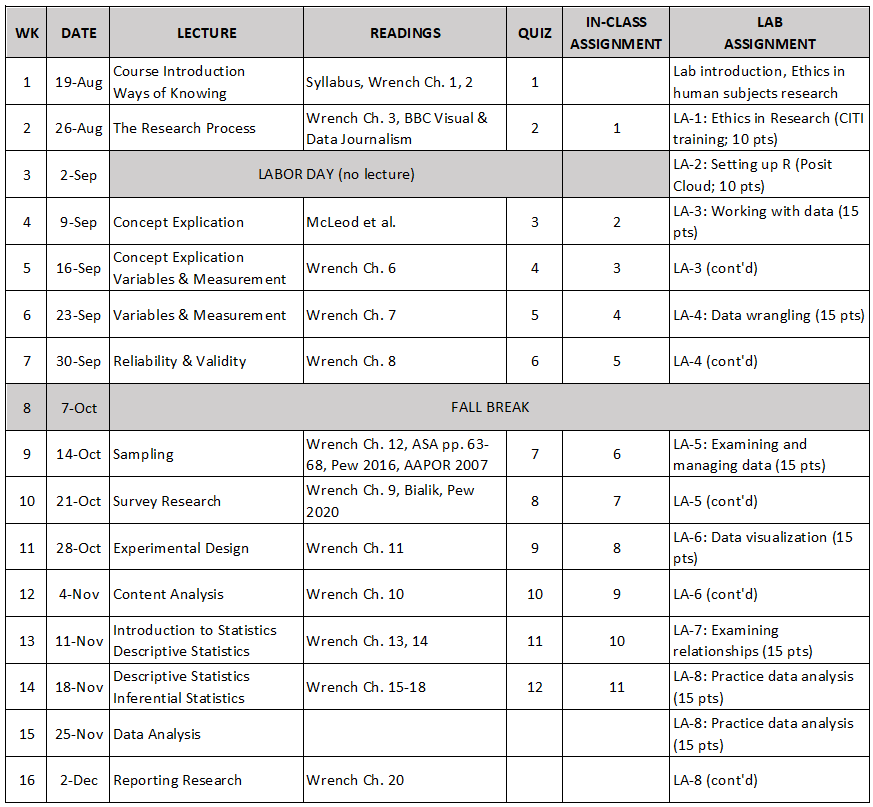 WK DATE LECTURE READINGS QUIZ IN-CLASS ASSIGNMENT LAB ASSIGNMENT
1 19-Aug Course Introduction Syllabus, Wrench Ch. 1, 2 1 Lab introduction, Ethics in
Ways of Knowing human subjects research
2 26-Aug The Research Process Wrench Ch. 3, BBC Visual & 2 1 LA-1: Ethics in Research (CITI
Data Journalism training; 10 pts)
3 2-Sep LABOR DAY (no lecture) LA-2: Setting up R (Posit
Cloud; 10 pts)
4 9-Sep Concept Explication McLeod et al. 3 2 LA-3: Working with data (15
pts)
5 16-Sep Concept Explication Wrench Ch. 6 4 3 LA-3 (cont'd)
Variables & Measurement
6 23-Sep Variables & Measurement Wrench Ch. 7 5 4 LA-4: Data wrangling (15 pts)
7 30-Sep Reliability & Validity Wrench Ch. 8 6 5 LA-4 (cont'd)
8 7-Oct FALL BREAK
9 14-Oct Sampling Wrench Ch. 12, ASA pp. 63- 7 6 LA-5: Examining and
68, Pew 2016, AAPOR 2007 managing data (15 pts)
10 21-Oct Survey Research Wrench Ch. 9, Bialik, Pew 8 7 LA-5 (cont'd)
2020
11 28-Oct Experimental Design Wrench Ch. 11 9 8 LA-6: Data visualization (15
pts)
12 4-Nov Content Analysis Wrench Ch. 10 10 9 LA-6 (cont'd)
13 11-Nov Introduction to Statistics Wrench Ch. 13, 14 11 10 LA-7: Examining
Descriptive Statistics relationships (15 pts)
14 18-Nov Descriptive Statistics Wrench Ch. 15-18 12 11 LA-8: Practice data analysis
Inferential Statistics (15 pts)
15 25-Nov Data Analysis LA-8: Practice data analysis
(15 pts)
16 2-Dec Reporting Research Wrench Ch. 20 LA-8 (cont'd)